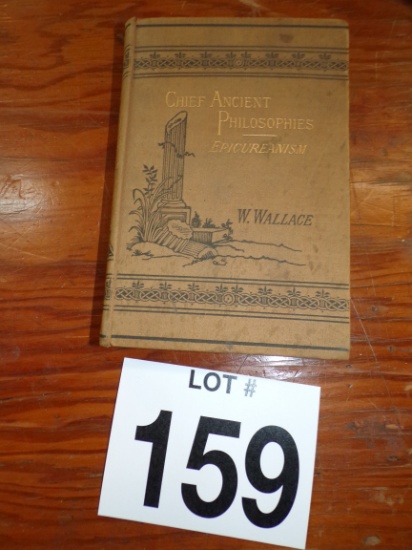 Chief Ancient
Philosophies
Epicureanism
W. Wallace
LOT #
159